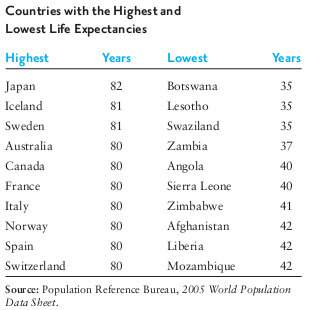 Countries with the Highest and
Lowest Life Expectancies
Highest Years Lowest Years
Japan 82 Botswana 35
Iceland 81 Lesotho 35
Sweden 81 Swaziland 35
Australia 80 Zambia 37
Canada 80 Angola 40
France 80 Sierra Leone 40
Italy 80 Zimbabwe 41
Norway 80 Afghanistan 42
Spain 80 Liberia 42
Switzerland 80 Mozambique 42
Source: Population Reference Bureau, 2005 World Population
Data Sheet.